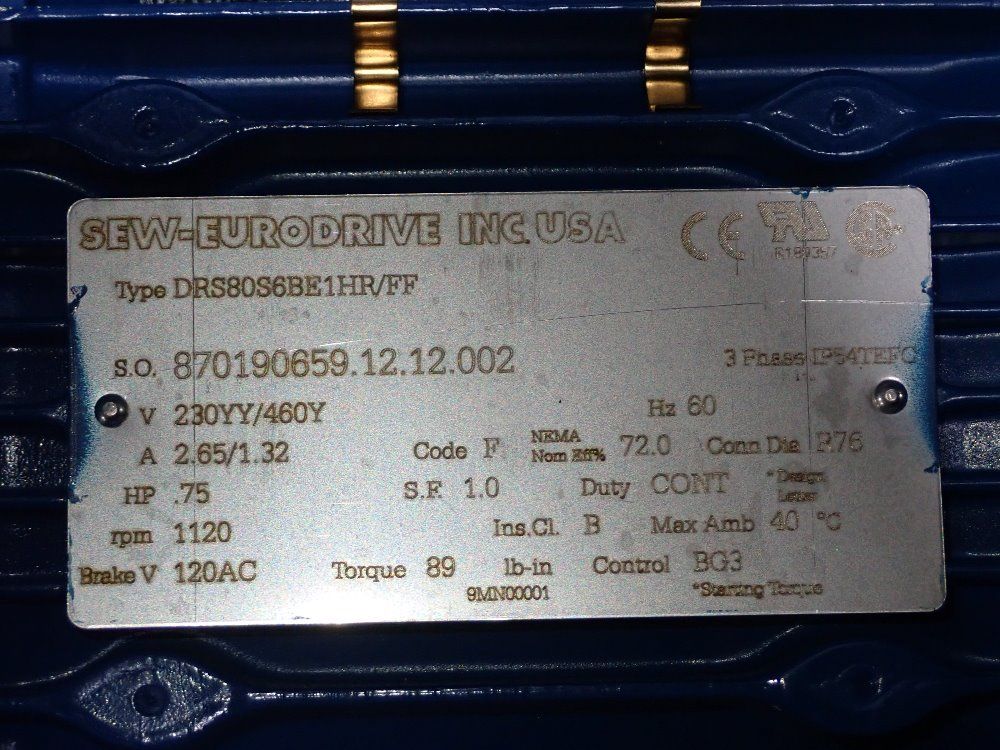 SEW-EURODRIVE INC. USA CE
Type DRS80S6BE1HR/FF
S.O. 870190659.12.12.002 3 Phase IP54TEFC
V 230YY/460Y Hz 60
A 2.65/1.32 Code F NEMA Nom Eff% 72.0 Conn Dia R76
HP .75 S.F. 1.0 Duty CONT *Design Letter
rpm 1120 Ins.Cl. B Max Amb 40 °C
Brake V 120AC Torque 89 lb-in Control BG3
9MN00001 *Starting Torque